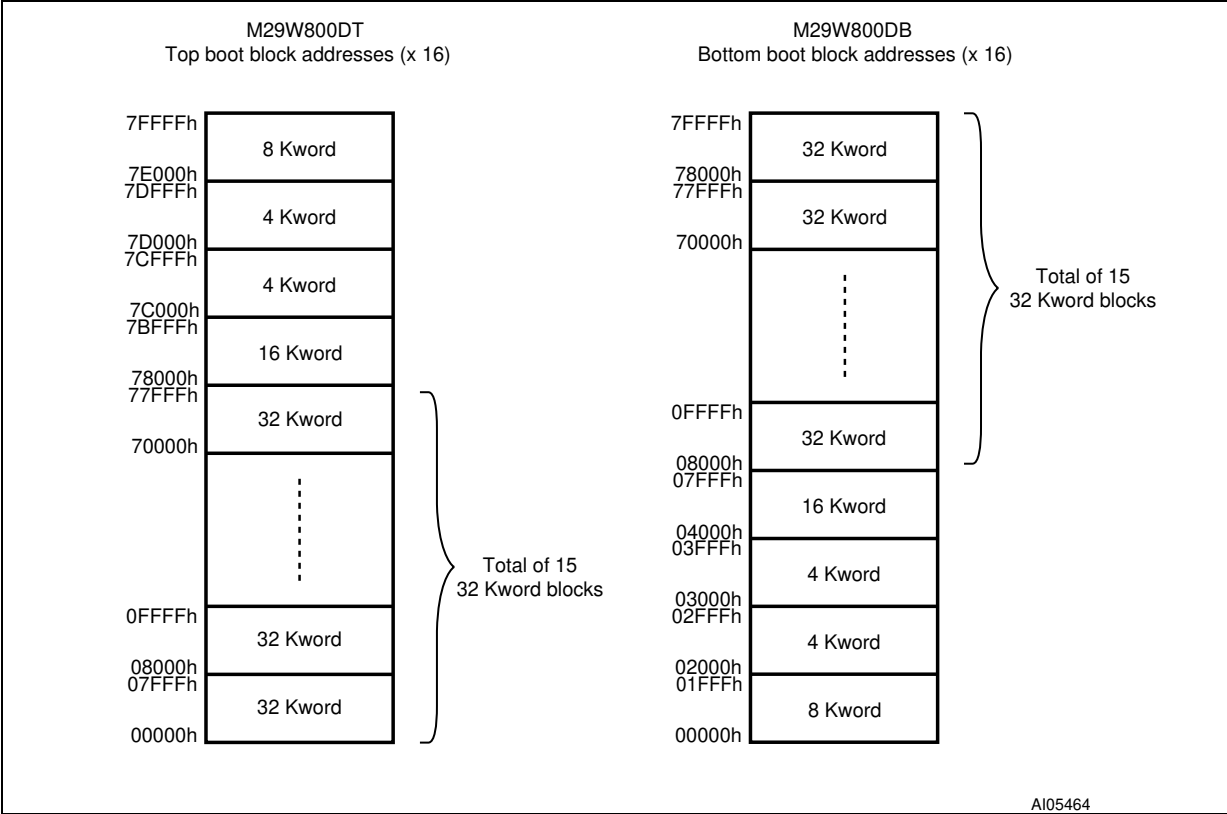 M29W800DT
Top boot block addresses (x 16)
7FFFFh
8 Kword
7E000h
7DFFFh
4 Kword
7D000h
7CFFFh
4 Kword
7C000h
7BFFFh
16 Kword
78000h
77FFFh
32 Kword
70000h
Total of 15
32 Kword blocks
0FFFFh
32 Kword
08000h
07FFFh
32 Kword
00000h
M29W800DB
Bottom boot block addresses (x 16)
7FFFFh
32 Kword
78000h
77FFFh
32 Kword
70000h
Total of 15
32 Kword blocks
0FFFFh
32 Kword
08000h
07FFFh
16 Kword
04000h
03FFFh
4 Kword
03000h
02FFFh
4 Kword
02000h
01FFFh
8 Kword
00000h
AI05464